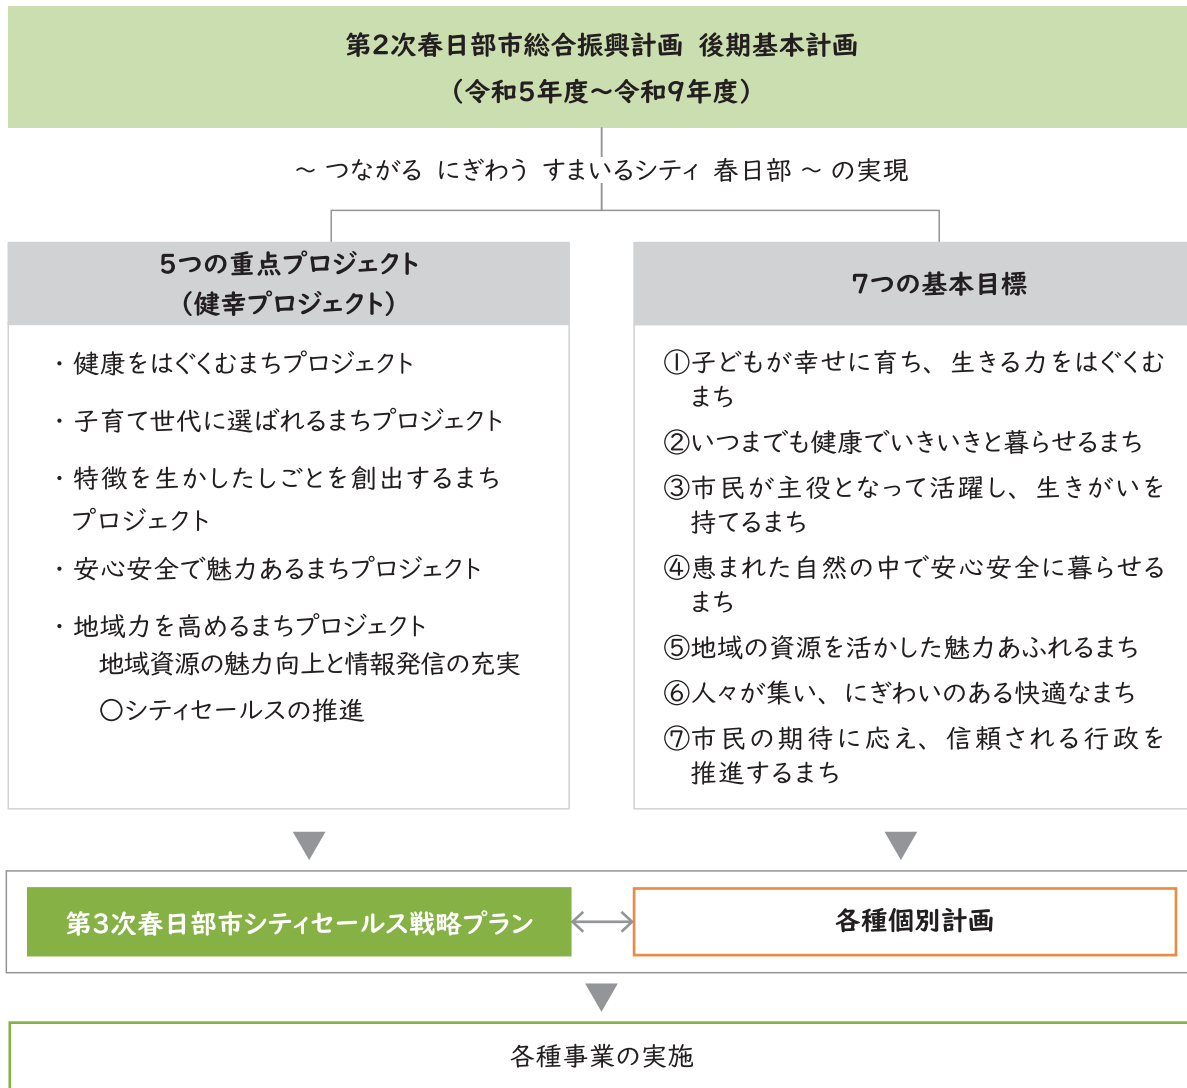 第2次春日部市総合振興計画 後期基本計画
（令和5年度～令和9年度）
～ つながる にぎわう すまいるシティ 春日部 ～ の実現
5つの重点プロジェクト
（健幸プロジェクト）
・健康をはぐくむまちプロジェクト
・子育て世代に選ばれるまちプロジェクト
・特徴を生かしたしごとを創出するまち
プロジェクト
・安心安全で魅力あるまちプロジェクト
・地域力を高めるまちプロジェクト
地域資源の魅力向上と情報発信の充実
○シティセールスの推進
7つの基本目標
①子どもが幸せに育ち、生きる力をはぐくむ
まち
②いつまでも健康でいきいきと暮らせるまち
③市民が主役となって活躍し、生きがいを
持てるまち
④恵まれた自然の中で安心安全に暮らせる
まち
⑤地域の資源を活かした魅力あふれるまち
⑥人々が集い、にぎわいのある快適なまち
⑦市民の期待に応え、信頼される行政を
推進するまち
第3次春日部市シティセールス戦略プラン
各種個別計画
各種事業の実施